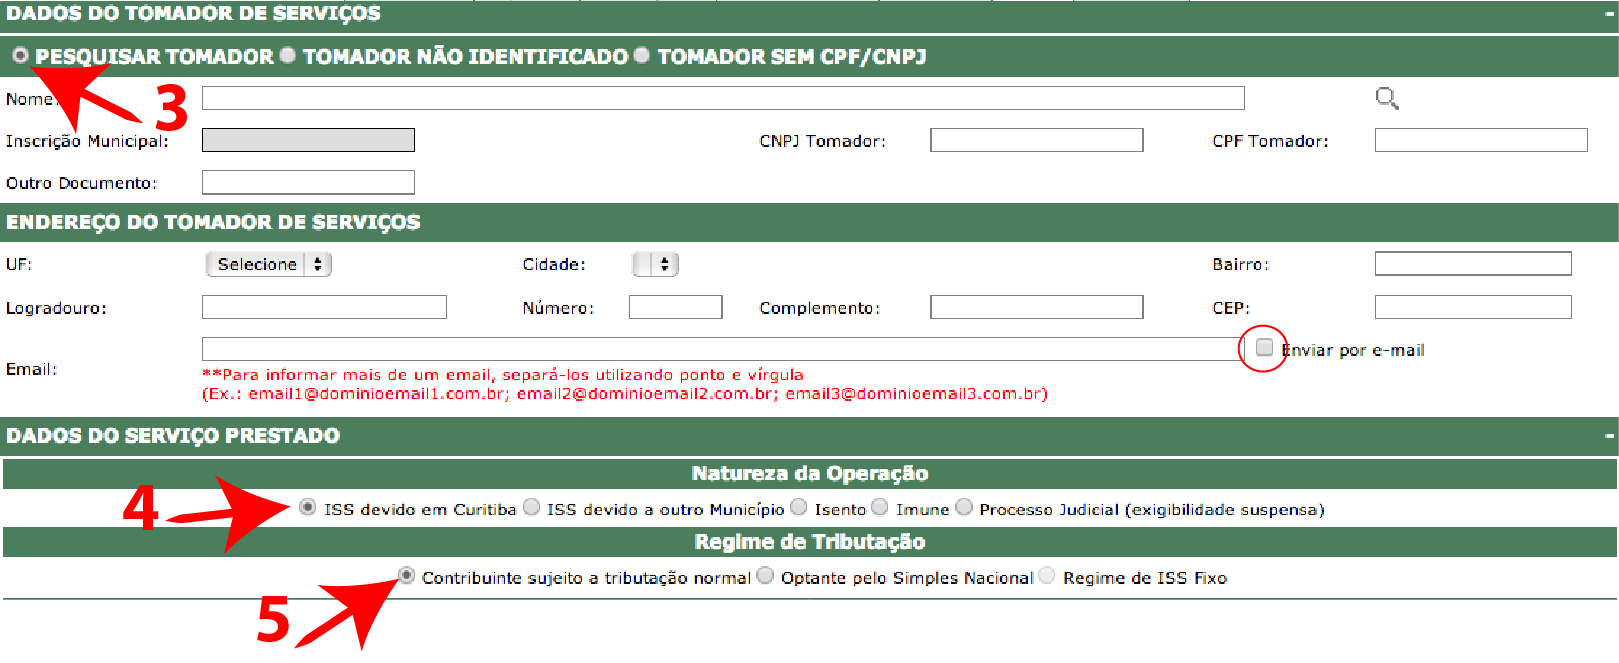 DADOS DO TOMADOR DE SERVIÇOS -
PESQUISAR TOMADOR TOMADOR NÃO IDENTIFICADO TOMADOR SEM CPF/CNPJ
3
Nome:
Inscrição Municipal: CNPJ Tomador: CPF Tomador:
Outro Documento:
ENDEREÇO DO TOMADOR DE SERVIÇOS
UF: Selecione Cidade: Bairro:
Logradouro: Número: Complemento: CEP:
Enviar por e-mail
Email:
**Para informar mais de um email, separá-los utilizando ponto e vírgula
(Ex.: email1@dominioemail1.com.br; email2@dominioemail2.com.br; email3@dominioemail3.com.br)
DADOS DO SERVIÇO PRESTADO -
Natureza da Operação
4 ISS devido em Curitiba ISS devido a outro Município Isento Imune Processo Judicial (exigibilidade suspensa)
Regime de Tributação
Contribuinte sujeito a tributação normal Optante pelo Simples Nacional Regime de ISS Fixo
5